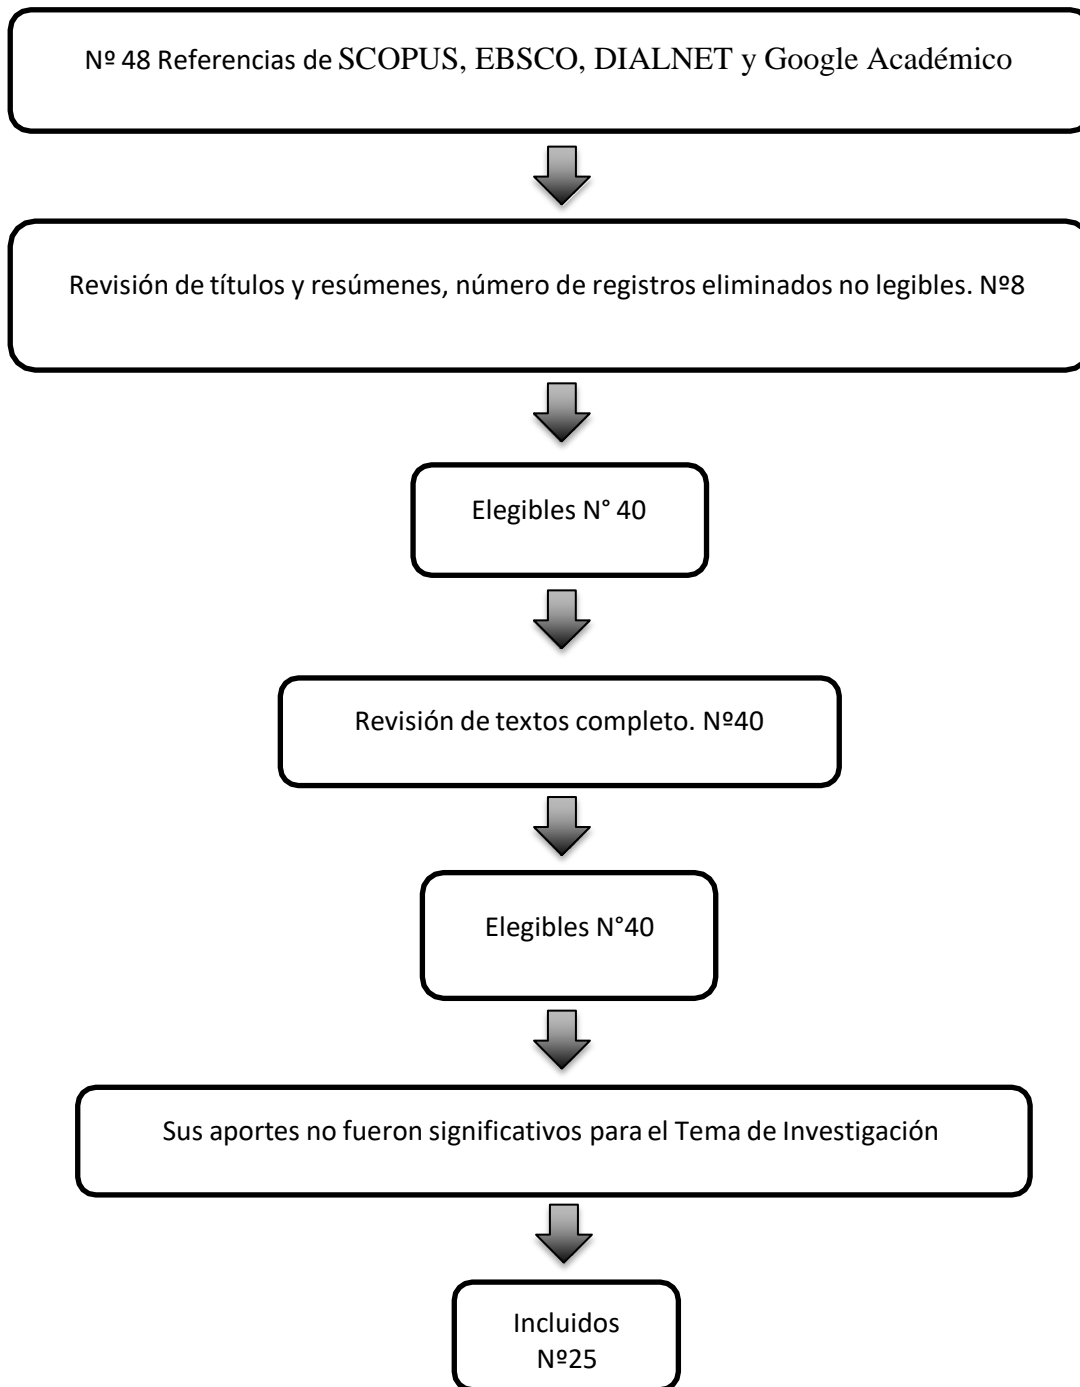 Nº 48 Referencias de SCOPUS, EBSCO, DIALNET y Google Académico
Revisión de títulos y resúmenes, número de registros eliminados no legibles. Nº8
Elegibles N° 40
Revisión de textos completo. Nº40
Elegibles N°40
Sus aportes no fueron significativos para el Tema de Investigación
Incluidos
Nº25